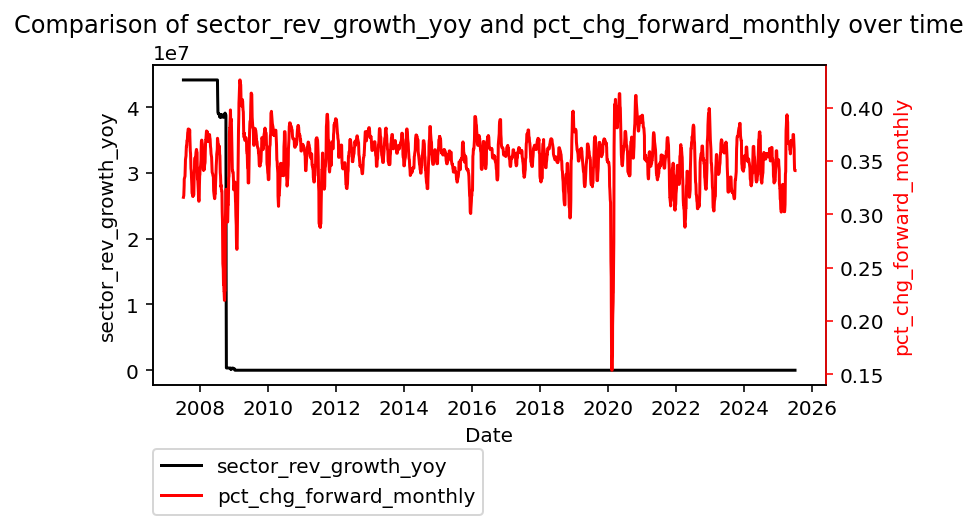 Comparison of sector_rev_growth_yoy and pct_chg_forward_monthly over time
1e7
4
3
2
1
0
sector_rev_growth_yoy
0.40
0.35
0.30
0.25
0.20
0.15
pct_chg_forward_monthly
2008 2010 2012 2014 2016 2018 2020 2022 2024 2026
Date
sector_rev_growth_yoy
pct_chg_forward_monthly